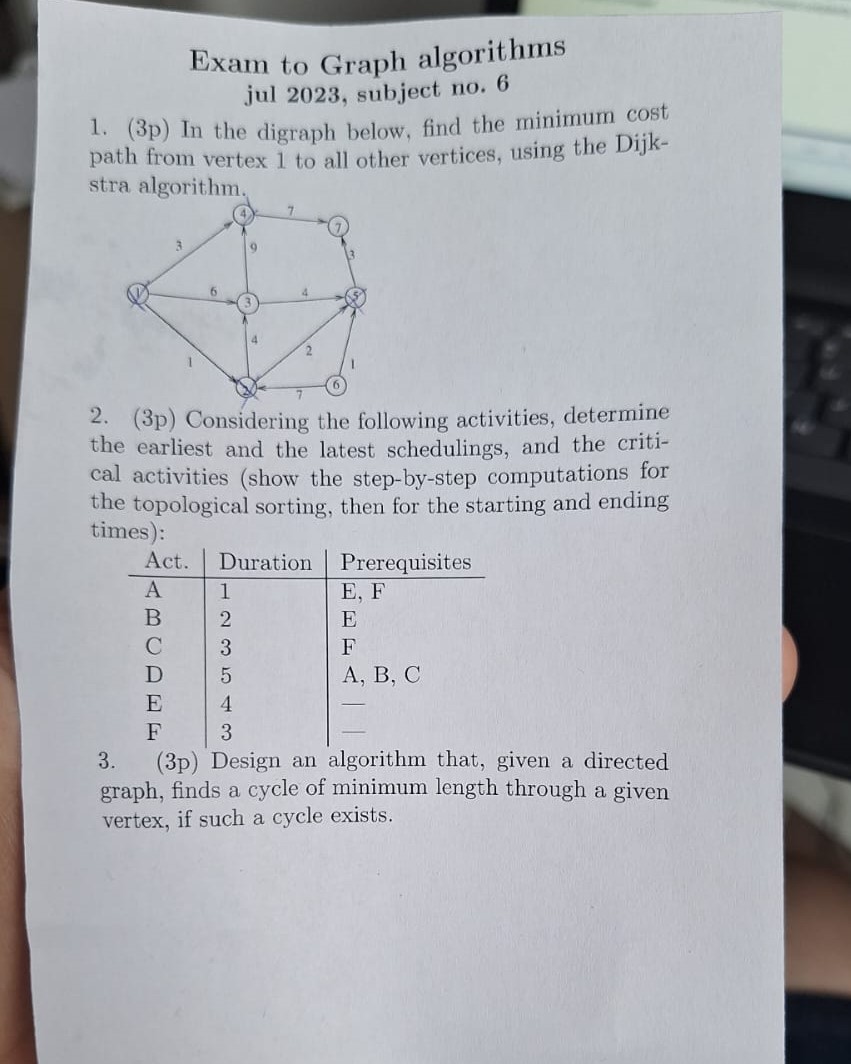 Exam to Graph algorithms
jul 2023, subject no. 6
1. (3p) In the digraph below, find the minimum cost
path from vertex 1 to all other vertices, using the Dijk-
stra algorithm.
4 7 7
3 9 3
1 6 3 4 5
4
1 2 1
2 7 6
2. (3p) Considering the following activities, determine
the earliest and the latest schedulings, and the criti-
cal activities (show the step-by-step computations for
the topological sorting, then for the starting and ending
times):
Act. Duration Prerequisites
A 1 E, F
B 2 E
C 3 F
D 5 A, B, C
E 4 —
F 3 —
3. (3p) Design an algorithm that, given a directed
graph, finds a cycle of minimum length through a given
vertex, if such a cycle exists.